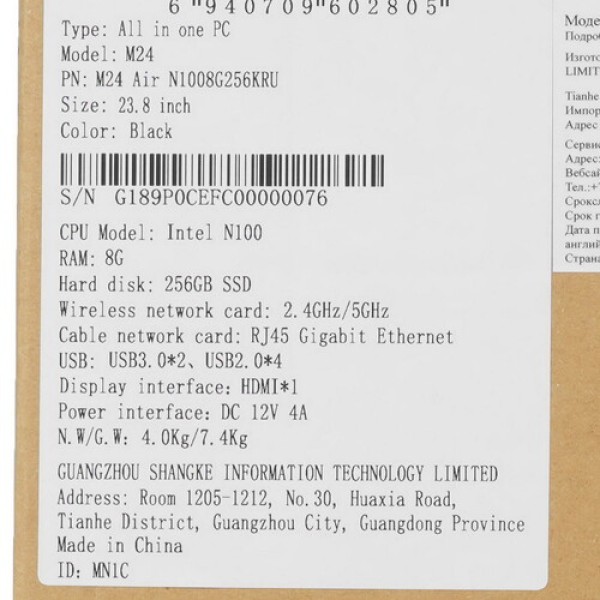 6 "940709"602805"
Type: All in one PC
Model: M24
PN: M24 Air N1008G256KRU
Size: 23.8 inch
Color: Black
S/N G189P0CEFC00000076
CPU Model: Intel N100
RAM: 8G
Hard disk: 256GB SSD
Wireless network card: 2.4GHz/5GHz
Cable network card: RJ45 Gigabit Ethernet
USB: USB3.0*2、USB2.0*4
Display interface: HDMI*1
Power interface: DC 12V 4A
N.W/G.W: 4.0Kg/7.4Kg
GUANGZHOU SHANGKE INFORMATION TECHNOLOGY LIMITED
Address: Room 1205-1212, No.30, Huaxia Road,
Tianhe District, Guangzhou City, Guangdong Province
Made in China
ID: MN1C
Моде
Подро
Изгото
LIMIT
Tianhe
Импор
Адрес
Серви
Адрес:
Вебсай
Тел.:+7
Срок
Срок г
Дата п
англий
Страна